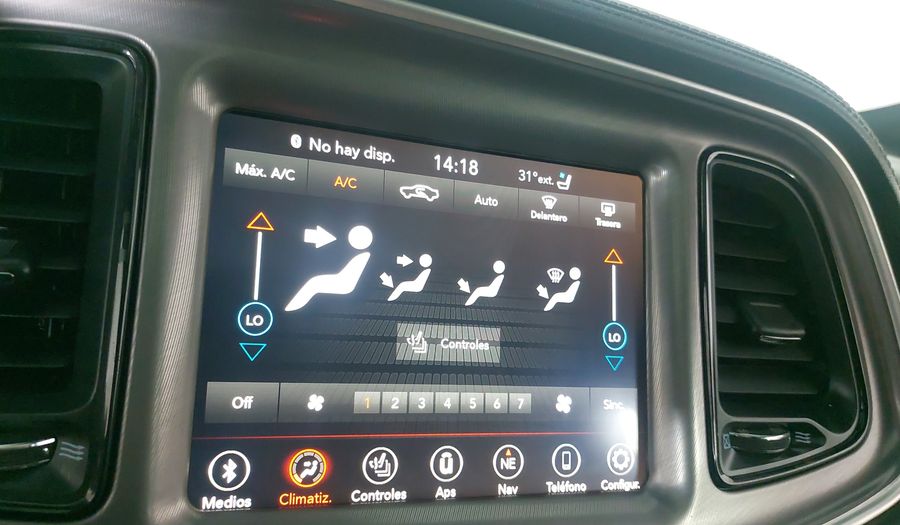 No hay disp. 14:18 31°ext.
Máx. A/C A/C Auto Delantero Trasero
LO LO
Controles
Off 1 2 3 4 5 6 7 Sinc.
NE
Medios Climatiz. Controles Aps Nav Teléfono Configur.